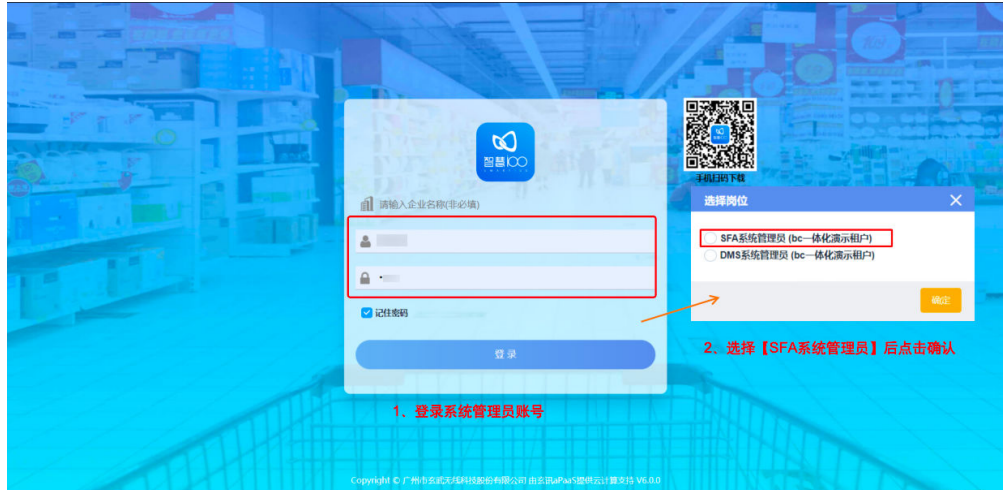 智慧100
手机扫码下载
请输入企业名称(非必填)
选择岗位
SFA系统管理员 (bc一体化演示租户)
DMS系统管理员 (bc一体化演示租户)
确定
记住密码
登 录
2、选择【SFA系统管理员】后点击确认
1、登录系统管理员账号
Copyright © 广州市玄武无线科技股份有限公司 由玄讯aPaaS提供云计算支持 V6.0.0